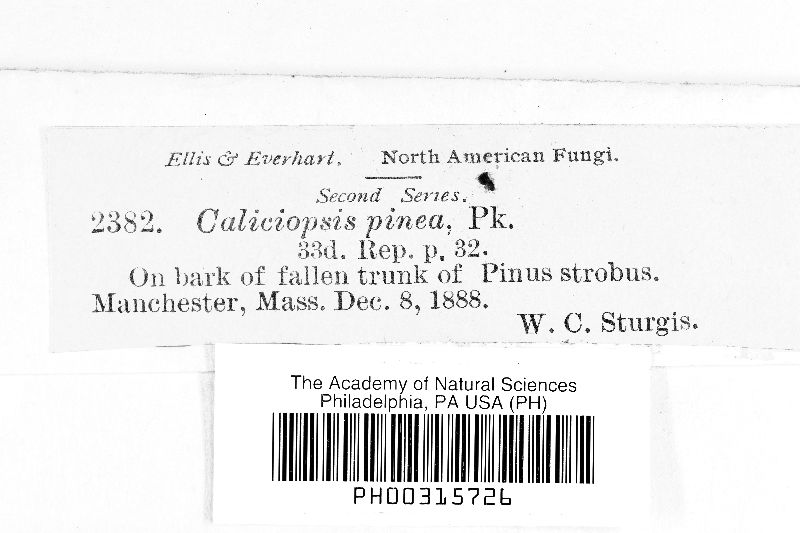 Ellis & Everhart. North American Fungi.
Second Series.
2382. Caliciopsis pinea, Pk.
33d. Rep. p. 32.
On bark of fallen trunk of Pinus strobus.
Manchester, Mass. Dec. 8, 1888.
W. C. Sturgis.
The Academy of Natural Sciences
Philadelphia, PA USA (PH)
PH00315726